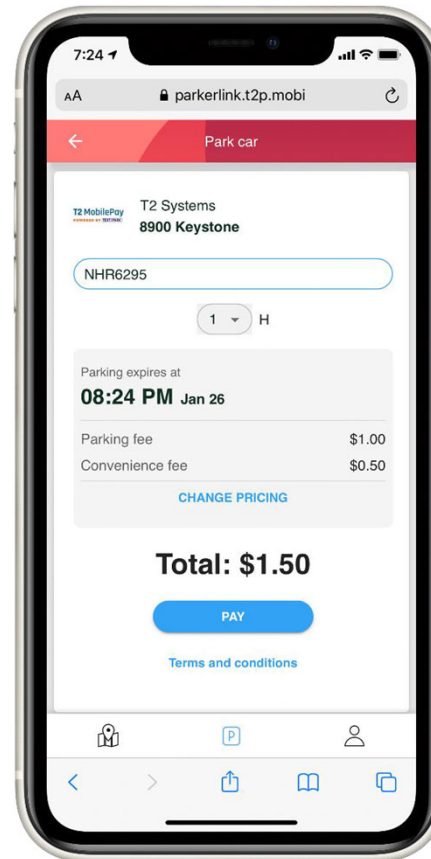 7:24
AA parkerlink.t2p.mobi
Park car
T2 MobilePay
T2 Systems
8900 Keystone
NHR6295
1 H
Parking expires at
08:24 PM Jan 26
Parking fee $1.00
Convenience fee $0.50
CHANGE PRICING
Total: $1.50
PAY
Terms and conditions
P